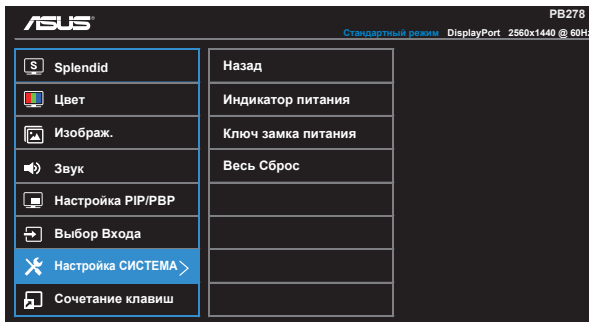 ASUS
PB278
Стандартный режим DisplayPort 2560x1440 @ 60Hz
S Splendid
Цвет
Изображ.
Звук
Настройка PIP/PBP
Выбор Входа
Настройка СИСТЕМА >
Сочетание клавиш
Назад
Индикатор питания
Ключ замка питания
Весь Сброс